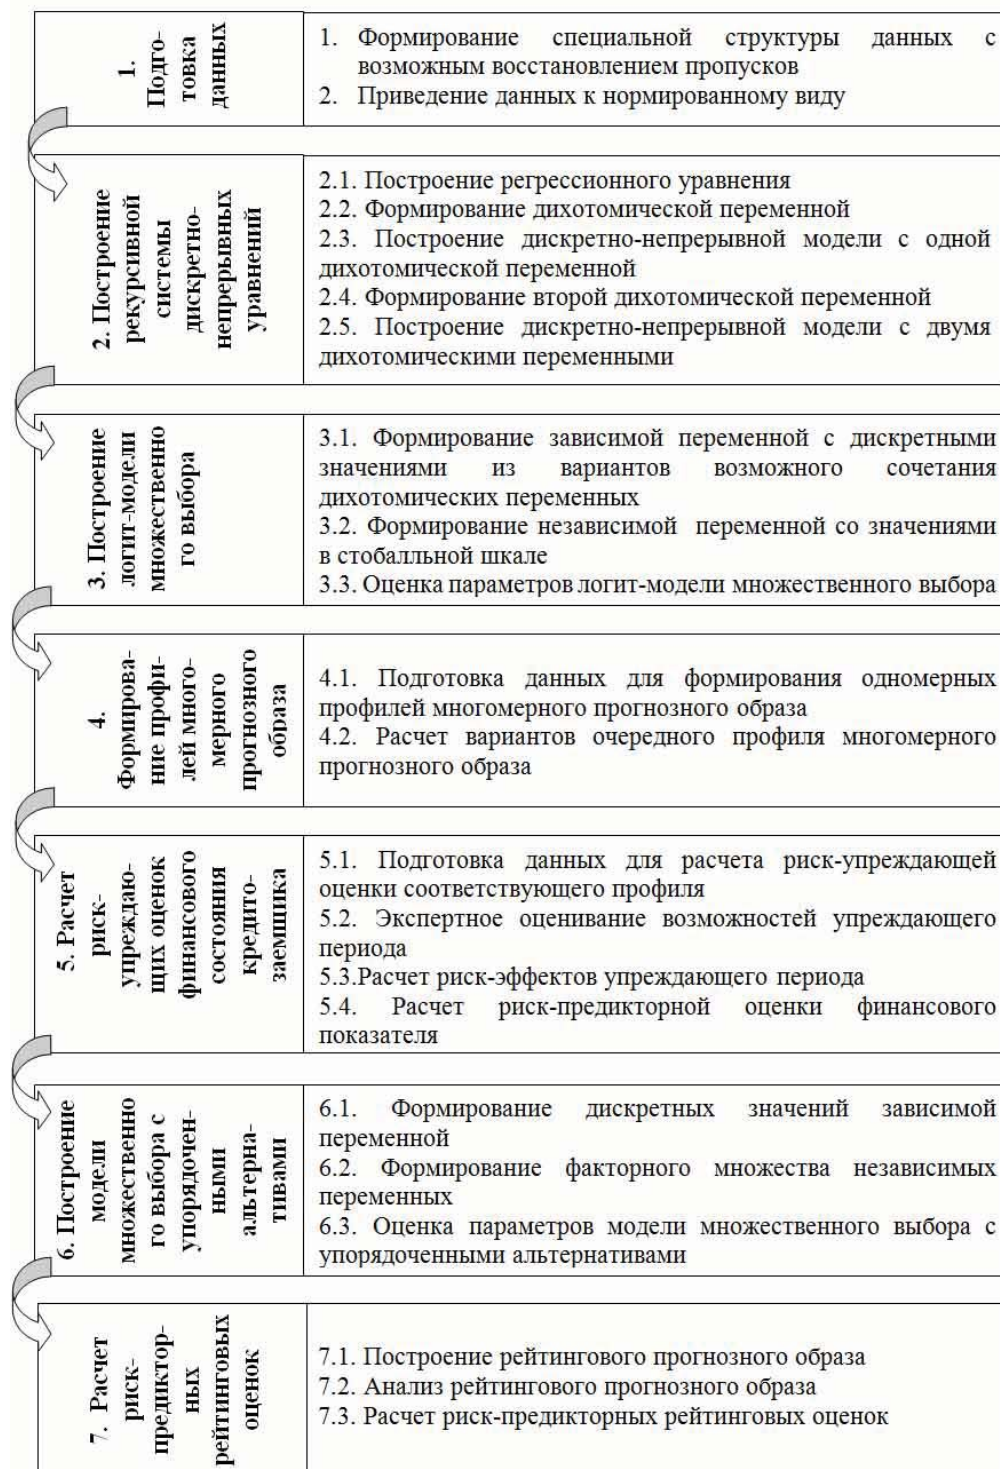 1.
Подго-
товка
данных
1. Формирование специальной структуры данных с
возможным восстановлением пропусков
2. Приведение данных к нормированному виду
2. Построение
рекурсивной
системы
дискретно-
непрерывных
уравнений
2.1. Построение регрессионного уравнения
2.2. Формирование дихотомической переменной
2.3. Построение дискретно-непрерывной модели с одной
дихотомической переменной
2.4. Формирование второй дихотомической переменной
2.5. Построение дискретно-непрерывной модели с двумя
дихотомическими переменными
3. Построение
логит-модели
множественно
го выбора
3.1. Формирование зависимой переменной с дискретными
значениями из вариантов возможного сочетания
дихотомических переменных
3.2. Формирование независимой переменной со значениями
в стобалльной шкале
3.3. Оценка параметров логит-модели множественного выбора
4.
Формирова-
ние профи-
лей много-
мерного
прогнозного
образа
4.1. Подготовка данных для формирования одномерных
профилей многомерного прогнозного образа
4.2. Расчет вариантов очередного профиля многомерного
прогнозного образа
5. Расчет
риск-
упреждаю-
щих оценок
финансового
состояния
кредито-
заемщика
5.1. Подготовка данных для расчета риск-упреждающей
оценки соответствующего профиля
5.2. Экспертное оценивание возможностей упреждающего
периода
5.3.Расчет риск-эффектов упреждающего периода
5.4. Расчет риск-предикторной оценки финансового
показателя
6. Построение
модели
множественно
го выбора с
упорядочен-
ными
альтерна-
тивами
6.1. Формирование дискретных значений зависимой
переменной
6.2. Формирование факторного множества независимых
переменных
6.3. Оценка параметров модели множественного выбора с
упорядоченными альтернативами
7. Расчет
риск-
предиктор-
ных
рейтинговых
оценок
7.1. Построение рейтингового прогнозного образа
7.2. Анализ рейтингового прогнозного образа
7.3. Расчет риск-предикторных рейтинговых оценок